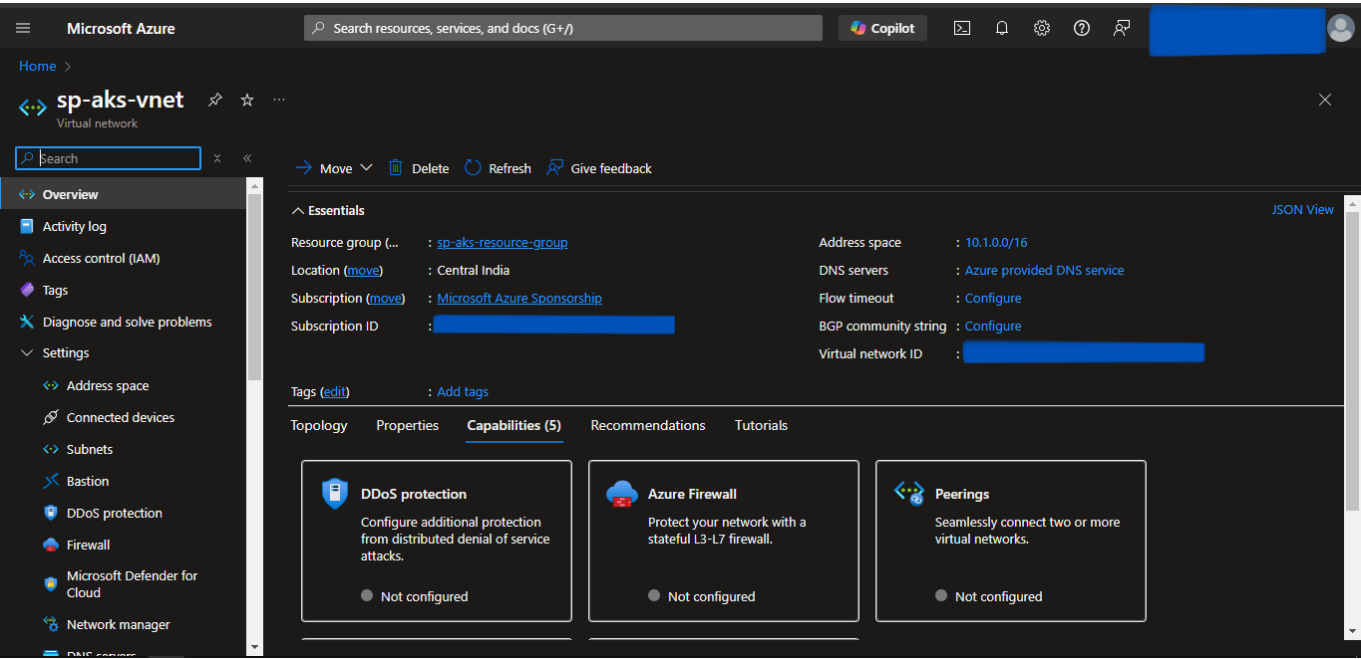 Microsoft Azure
Search resources, services, and docs (G+/)
Copilot
Home >
sp-aks-vnet
Virtual network
Search
Overview
Activity log
Access control (IAM)
Tags
Diagnose and solve problems
Settings
Address space
Connected devices
Subnets
Bastion
DDoS protection
Firewall
Microsoft Defender for
Cloud
Network manager
DNS servers
Move Delete Refresh Give feedback
Essentials
JSON View
Resource group (... : sp-aks-resource-group
Location (move) : Central India
Subscription (move) : Microsoft Azure Sponsorship
Subscription ID :
Address space : 10.1.0.0/16
DNS servers : Azure provided DNS service
Flow timeout : Configure
BGP community string : Configure
Virtual network ID :
Tags (edit) : Add tags
Topology Properties Capabilities (5) Recommendations Tutorials
DDoS protection
Configure additional protection
from distributed denial of service
attacks.
Not configured
Azure Firewall
Protect your network with a
stateful L3-L7 firewall.
Not configured
Peerings
Seamlessly connect two or more
virtual networks.
Not configured